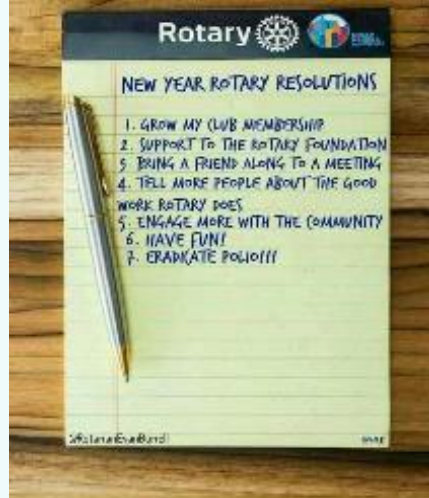 Rotary
NEW YEAR ROTARY RESOLUTIONS
1. GROW MY CLUB MEMBERSHIP
2. SUPPORT TO THE ROTARY FOUNDATION
3 BRING A FRIEND ALONG TO A MEETING
4. TELL MORE PEOPLE ABOUT THE GOOD
WORK ROTARY DOES
5. ENGAGE MORE WITH THE COMMUNITY
6. HAVE FUN!
7. ERADICATE POLIO!!!
@RotarianEvanBurrell